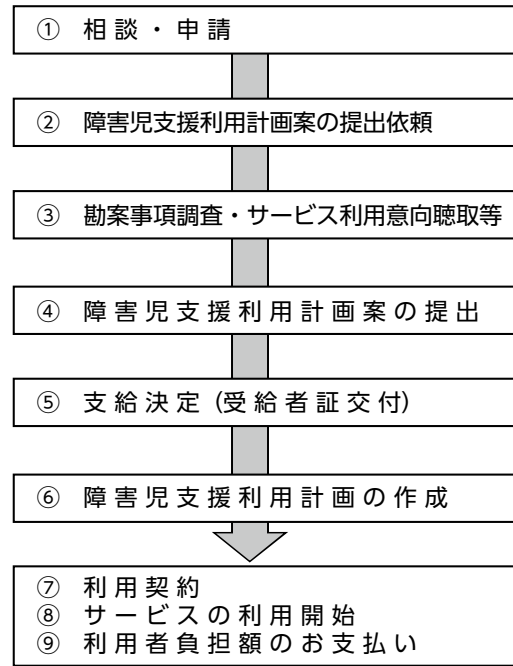 ① 相談・申請
② 障害児支援利用計画案の提出依頼
③ 勘案事項調査・サービス利用意向聴取等
④ 障害児支援利用計画案の提出
⑤ 支給決定（受給者証交付）
⑥ 障害児支援利用計画の作成
⑦ 利用契約
⑧ サービスの利用開始
⑨ 利用者負担額のお支払い